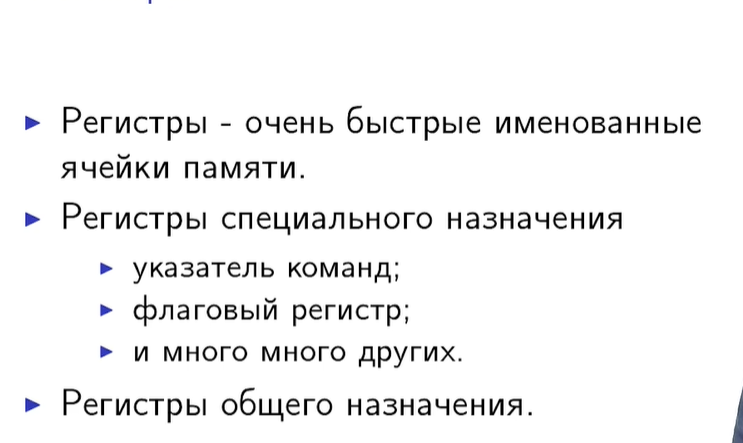 Регистры - очень быстрые именованные
ячейки памяти.
Регистры специального назначения
указатель команд;
флаговый регистр;
и много много других.
Регистры общего назначения.